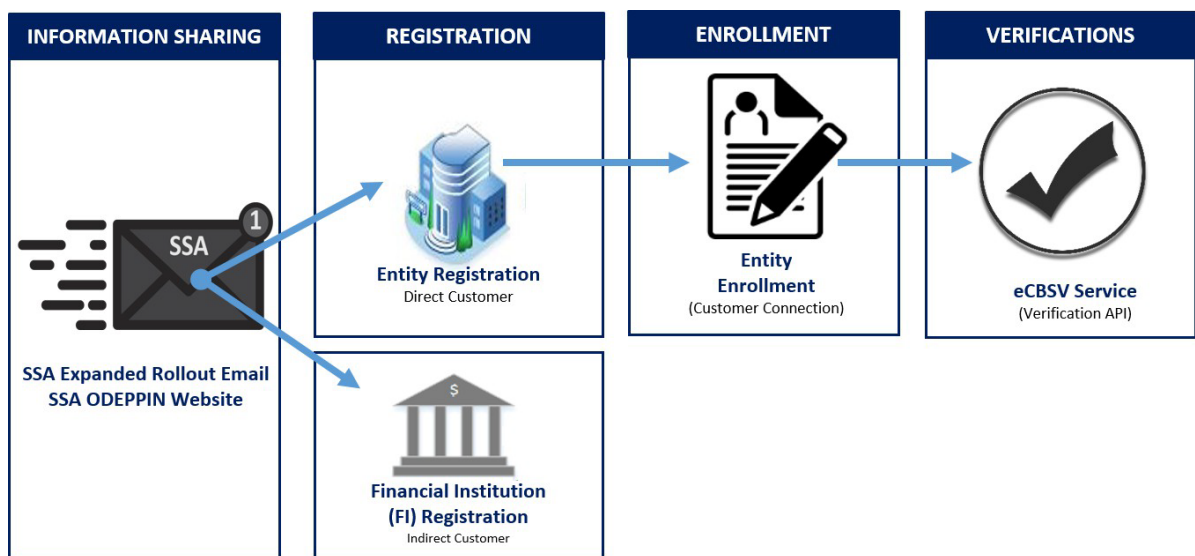 INFORMATION SHARING
SSA
1
SSA Expanded Rollout Email
SSA ODEPPIN Website
REGISTRATION
Entity Registration
Direct Customer
$
Financial Institution
(FI) Registration
Indirect Customer
ENROLLMENT
Entity
Enrollment
(Customer Connection)
VERIFICATIONS
eCBSV Service
(Verification API)